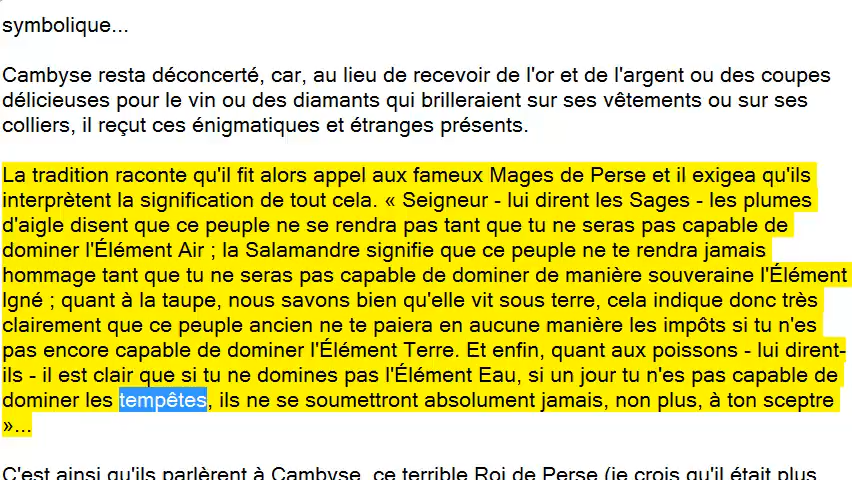 symbolique...
Cambyse resta déconcerté, car, au lieu de recevoir de l'or et de l'argent ou des coupes
délicieuses pour le vin ou des diamants qui brilleraient sur ses vêtements ou sur ses
colliers, il reçut ces énigmatiques et étranges présents.
La tradition raconte qu'il fit alors appel aux fameux Mages de Perse et il exigea qu'ils
interprètent la signification de tout cela. « Seigneur - lui dirent les Sages - les plumes
d'aigle disent que ce peuple ne se rendra pas tant que tu ne seras pas capable de
dominer l'Élément Air ; la Salamandre signifie que ce peuple ne te rendra jamais
hommage tant que tu ne seras pas capable de dominer de manière souveraine l'Élément
Igné ; quant à la taupe, nous savons bien qu'elle vit sous terre, cela indique donc très
clairement que ce peuple ancien ne te paiera en aucune manière les impôts si tu n'es
pas encore capable de dominer l'Élément Terre. Et enfin, quant aux poissons - lui dirent-
ils - il est clair que si tu ne domines pas l'Élément Eau, si un jour tu n'es pas capable de
dominer les tempêtes, ils ne se soumettront absolument jamais, non plus, à ton sceptre
»...
C'est ainsi qu'ils parlèrent à Cambyse, ce terrible Roi de Perse (je crois qu'il était plus